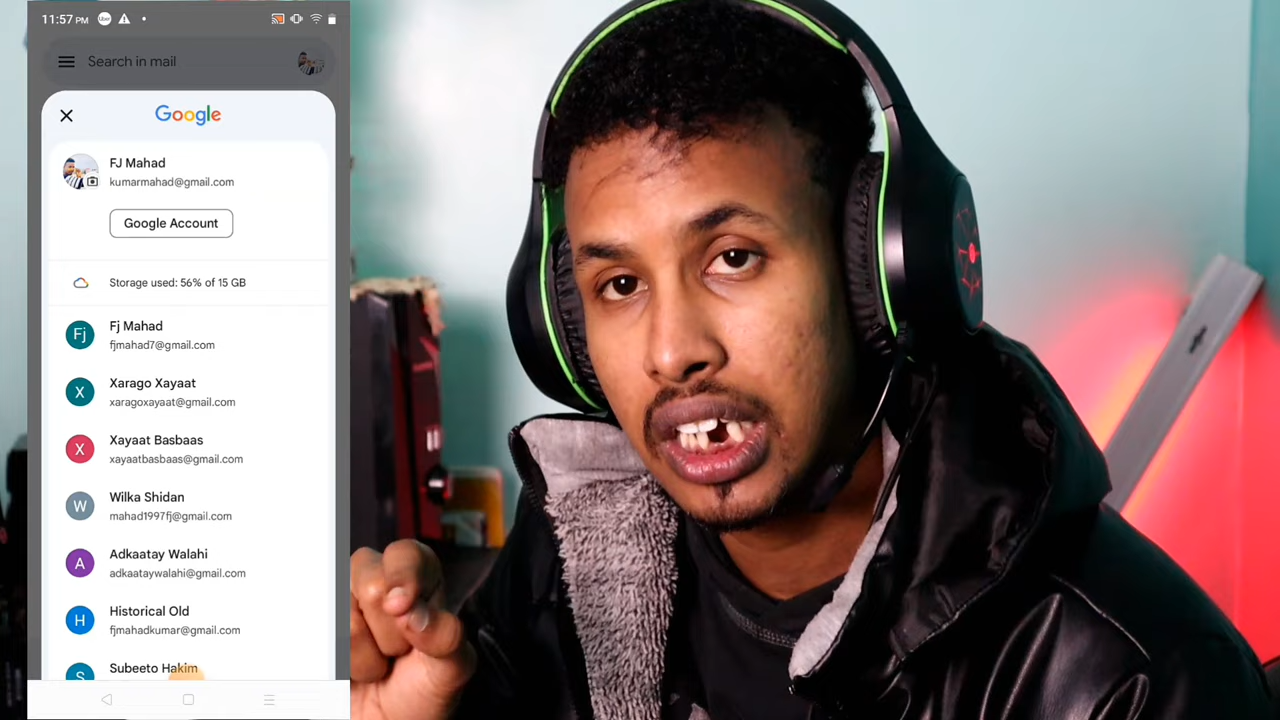 11:57 PM
Uber
Search in mail
Google
FJ Mahad
kumarmahad@gmail.com
Google Account
Storage used: 56% of 15 GB
Fj
Fj Mahad
fjmahad7@gmail.com
X
Xarago Xayaat
xaragoxayaat@gmail.com
X
Xayaat Basbaas
xayaatbasbaas@gmail.com
W
Wilka Shidan
mahad1997fj@gmail.com
A
Adkaatay Walahi
adkaataywalahi@gmail.com
H
Historical Old
fjmahadkumar@gmail.com
S
Subeeto Hakim